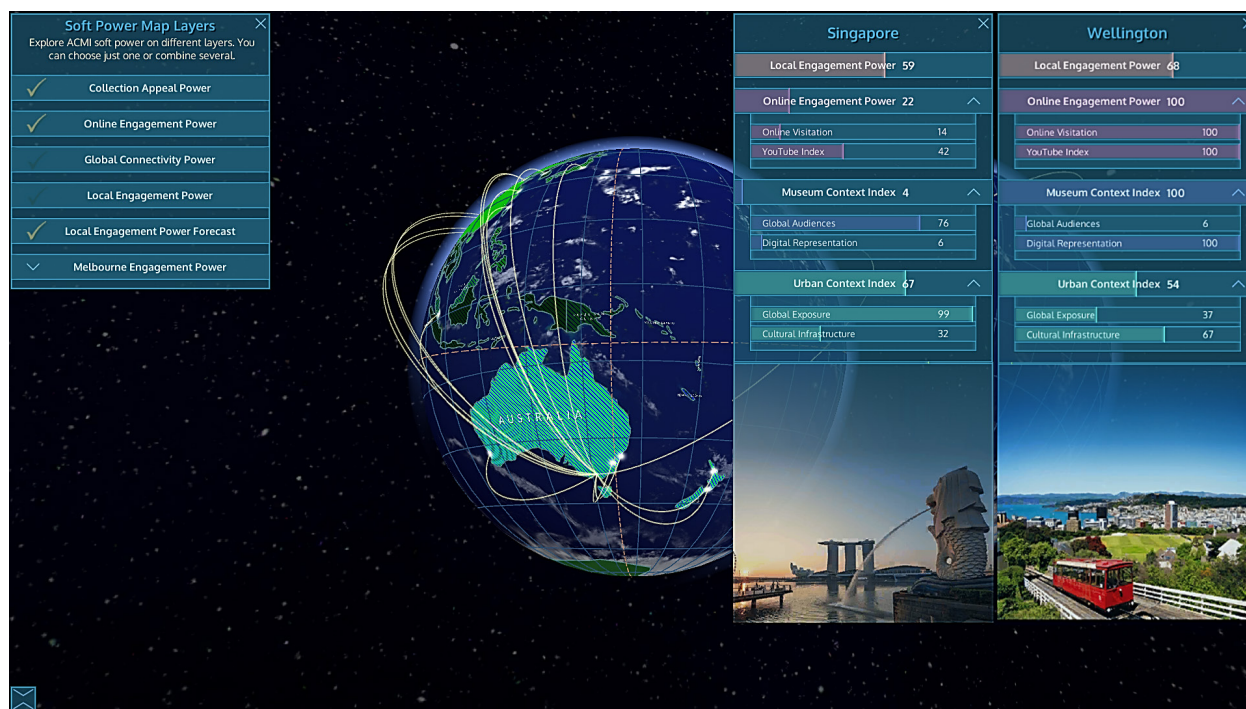 Soft Power Map Layers
Explore ACMI soft power on different layers. You
can choose just one or combine several.
Collection Appeal Power
Online Engagement Power
Global Connectivity Power
Local Engagement Power
Local Engagement Power Forecast
Melbourne Engagement Power
AUSTRALIA
Singapore
Local Engagement Power 59
Online Engagement Power 22
Online Visitation 14
YouTube Index 42
Museum Context Index 4
Global Audiences 76
Digital Representation 6
Urban Context Index 67
Global Exposure 99
Cultural Infrastructure 32
Wellington
Local Engagement Power 68
Online Engagement Power 100
Online Visitation 100
YouTube Index 100
Museum Context Index 100
Global Audiences 6
Digital Representation 100
Urban Context Index 54
Global Exposure 37
Cultural Infrastructure 67